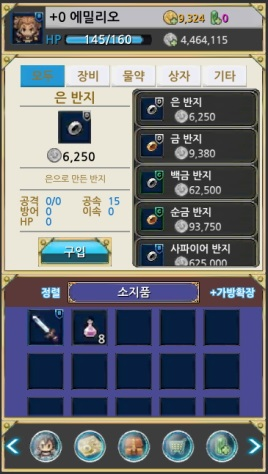 +0 에밀리오 9,324 0
HP 145/160 4,464,115
모두 장비 물약 상자 기타
은 반지
6,250
은으로 만든 반지
공격 0/0 공속 15
방어 0 이속 0
HP 0
구입
은 반지
6,250
금 반지
9,380
백금 반지
62,500
순금 반지
93,750
사파이어 반지
625,000
정렬 소지품 +가방확장
8